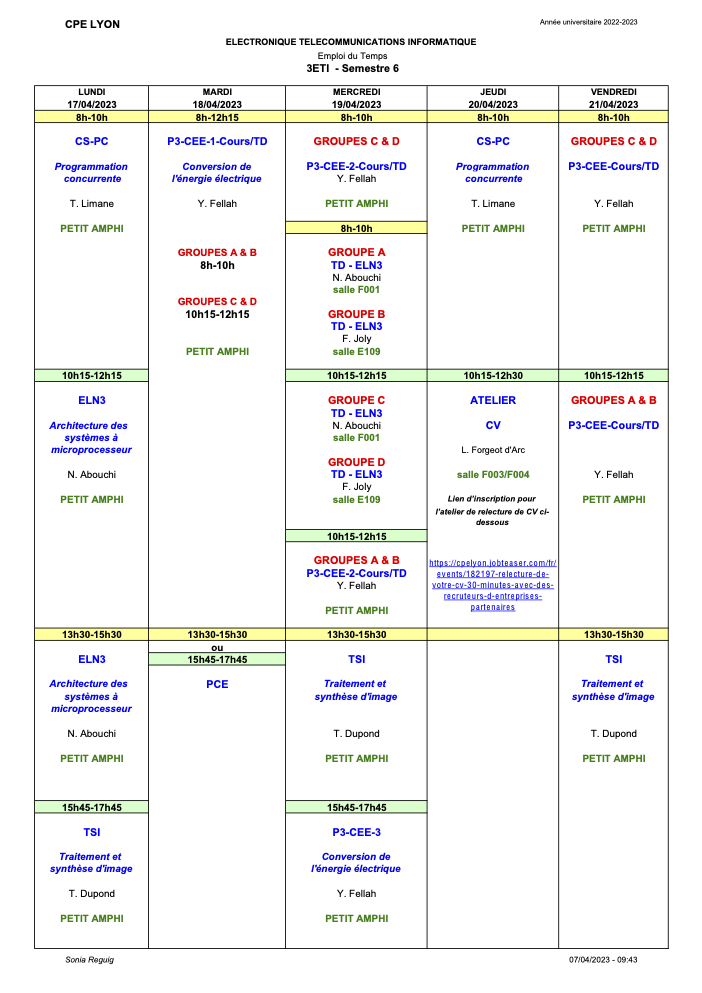 CPE LYON
Année universitaire 2022-2023
ELECTRONIQUE TELECOMMUNICATIONS INFORMATIQUE
Emploi du Temps
3ETI - Semestre 6
LUNDI
17/04/2023
8h-10h
CS-PC
Programmation
concurrente
T. Limane
PETIT AMPHI
10h15-12h15
ELN3
Architecture des
systèmes à
microprocesseur
N. Abouchi
PETIT AMPHI
13h30-15h30
ELN3
Architecture des
systèmes à
microprocesseur
N. Abouchi
PETIT AMPHI
15h45-17h45
TSI
Traitement et
synthèse d'image
T. Dupond
PETIT AMPHI
MARDI
18/04/2023
8h-12h15
P3-CEE-1-Cours/TD
Conversion de
l'énergie électrique
Y. Fellah
GROUPES A & B
8h-10h
GROUPES C & D
10h15-12h15
PETIT AMPHI
13h30-15h30
ou
15h45-17h45
PCE
MERCREDI
19/04/2023
8h-10h
GROUPES C & D
P3-CEE-2-Cours/TD
Y. Fellah
PETIT AMPHI
8h-10h
GROUPE A
TD - ELN3
N. Abouchi
salle F001
GROUPE B
TD - ELN3
F. Joly
salle E109
10h15-12h15
GROUPE C
TD - ELN3
N. Abouchi
salle F001
GROUPE D
TD - ELN3
F. Joly
salle E109
10h15-12h15
GROUPES A & B
P3-CEE-2-Cours/TD
Y. Fellah
PETIT AMPHI
13h30-15h30
TSI
Traitement et
synthèse d'image
T. Dupond
PETIT AMPHI
15h45-17h45
P3-CEE-3
Conversion de
l'énergie électrique
Y. Fellah
PETIT AMPHI
JEUDI
20/04/2023
8h-10h
CS-PC
Programmation
concurrente
T. Limane
PETIT AMPHI
10h15-12h30
ATELIER
CV
L. Forgeot d'Arc
salle F003/F004
Lien d'inscription pour
l'atelier de relecture de CV ci-
dessous
https://cpelyon.jobteaser.com/fr/
events/182197-relecture-de-
votre-cv-30-minutes-avec-des-
recruteurs-d-entreprises-
partenaires
VENDREDI
21/04/2023
8h-10h
GROUPES C & D
P3-CEE-Cours/TD
Y. Fellah
PETIT AMPHI
10h15-12h15
GROUPES A & B
P3-CEE-Cours/TD
Y. Fellah
PETIT AMPHI
13h30-15h30
TSI
Traitement et
synthèse d'image
T. Dupond
PETIT AMPHI
Sonia Reguig
07/04/2023 - 09:43